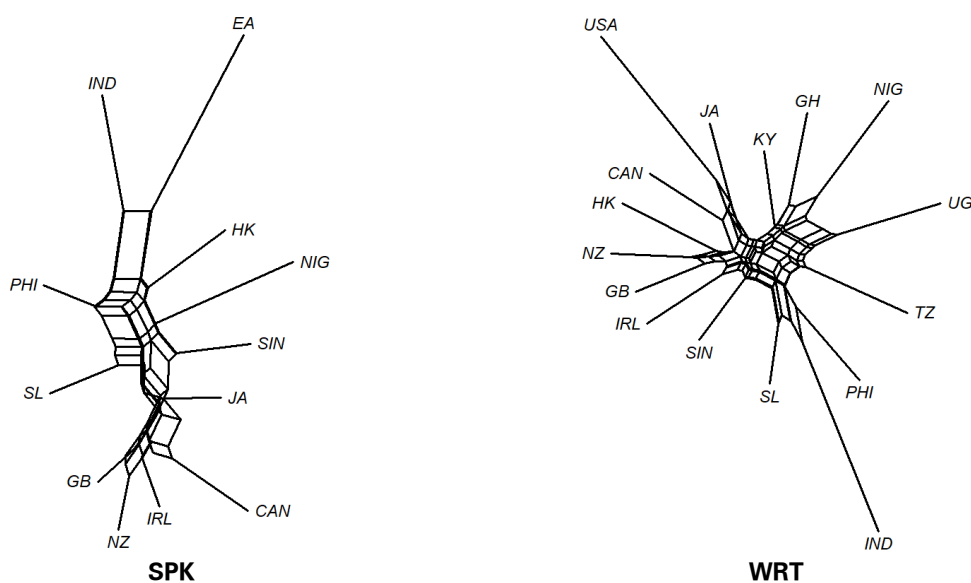 EA
IND
HK
NIG
PHI
SIN
SL
JA
GB
IRL
CAN
NZ
SPK
USA
NIG
GH
JA
KY
CAN
HK
UG
NZ
GB
TZ
IRL
SIN
PHI
SL
IND
WRT